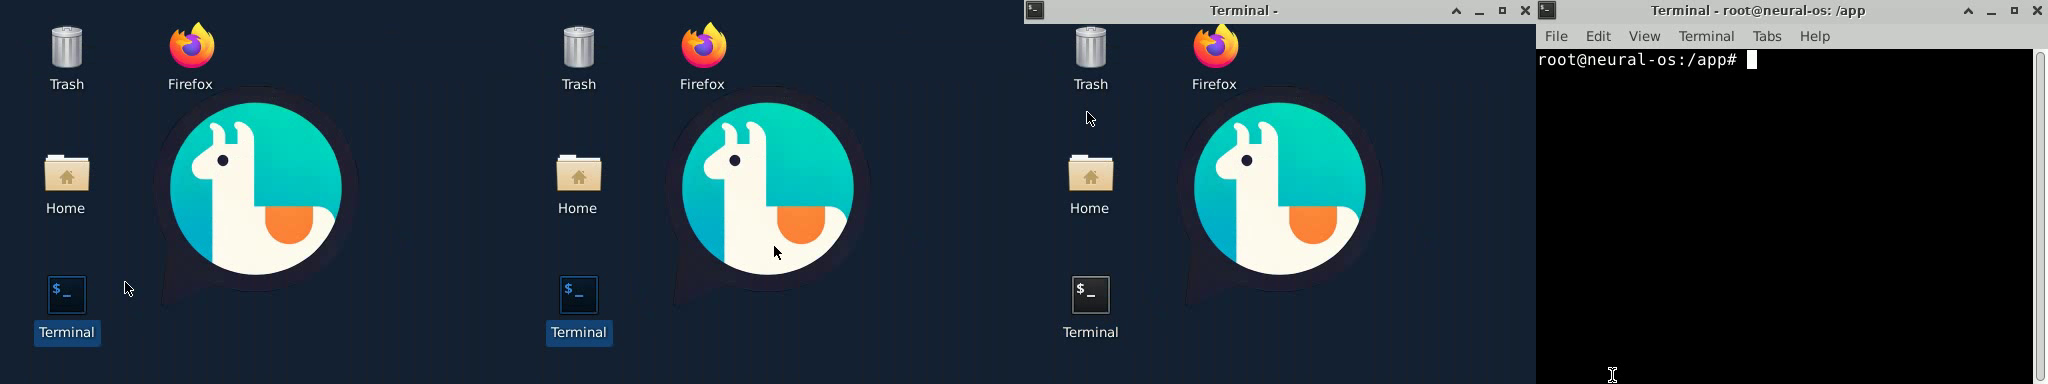 Trash
Firefox
Home
$_
Terminal
Trash
Firefox
Home
$_
Terminal
Terminal -
Trash
Firefox
Home
$_
Terminal
Terminal - root@neural-os: /app
File Edit View Terminal Tabs Help
root@neural-os:/app#